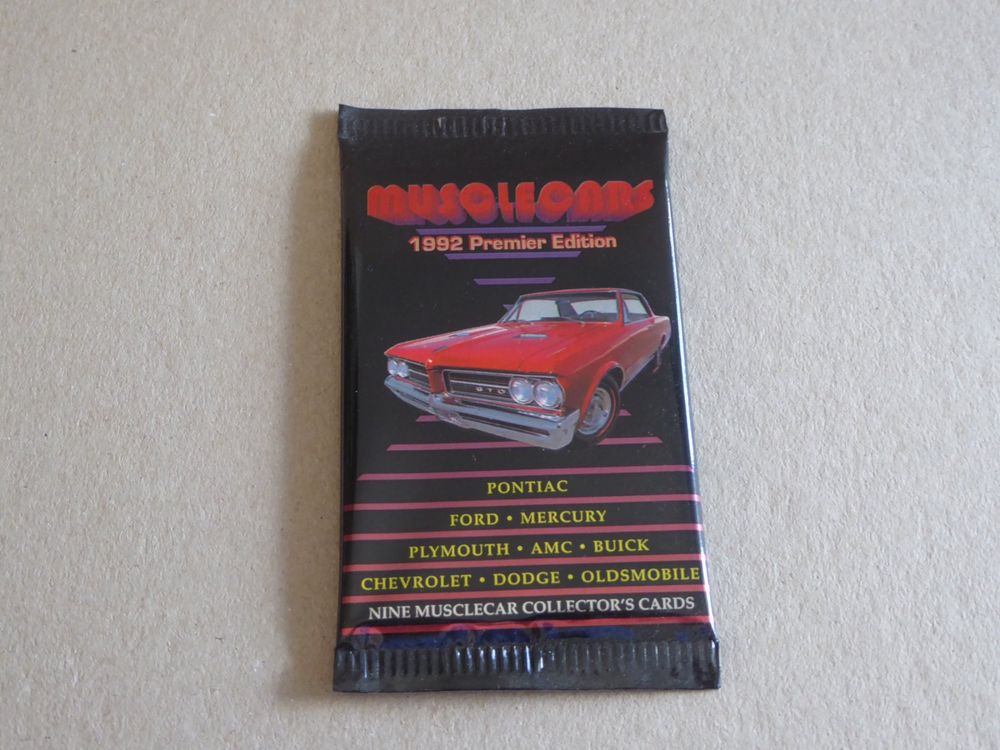 MUSCLECARS
1992 Premier Edition
GTO
PONTIAC
FORD • MERCURY
PLYMOUTH • AMC • BUICK
CHEVROLET • DODGE • OLDSMOBILE
NINE MUSCLECAR COLLECTOR'S CARDS